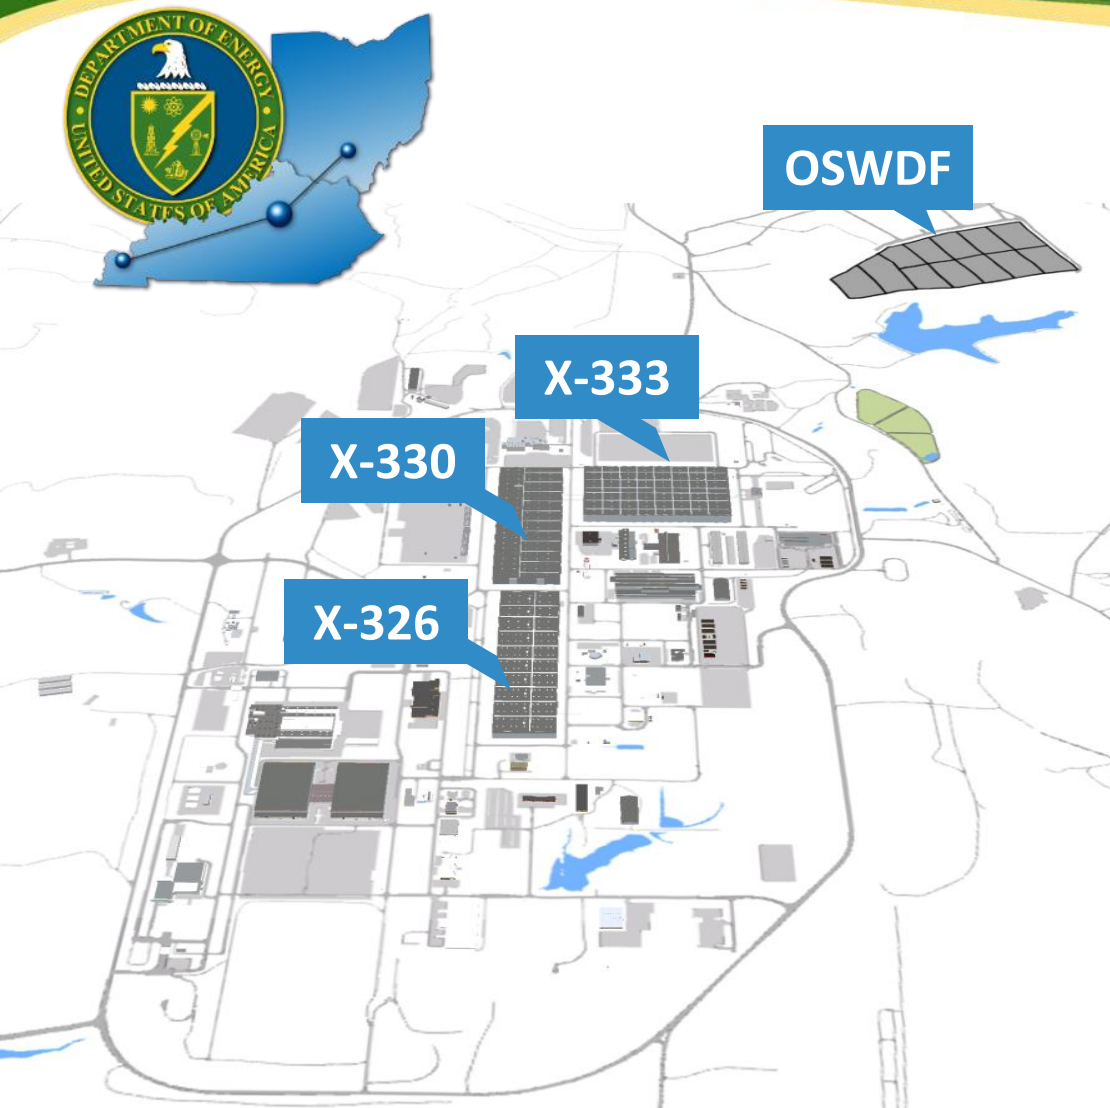 DEPARTMENT OF ENERGY
UNITED STATES OF AMERICA
OSWDF
X-333
X-330
X-326